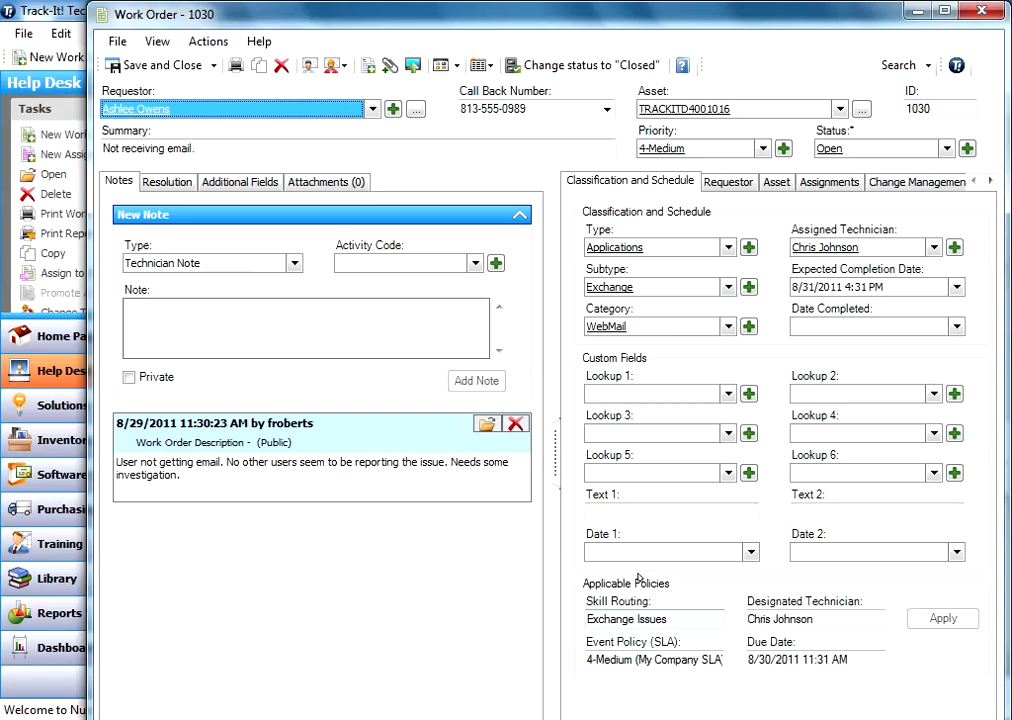 Track-It! Tec
File Edit
New Work
Help Desk
Tasks
New Work
New Assig
Open
Delete
Print Wor
Print Rep
Copy
Assign to
Promote
Home Pa
Help Des
Solutions
Inventor
Software
Purchasi
Training
Library
Reports
Dashboa
Welcome to Nu
Work Order - 1030
File View Actions Help
Save and Close
Change status to "Closed"
Search
Requestor:
Ashlee Owens
Call Back Number:
813-555-0989
Asset:
TRACKITD4001016
ID:
1030
Summary:
Not receiving email.
Priority:
4-Medium
Status:*
Open
Notes Resolution Additional Fields Attachments (0)
New Note
Type:
Technician Note
Activity Code:
Note:
Private
Add Note
8/29/2011 11:30:23 AM by froberts
Work Order Description - (Public)
User not getting email. No other users seem to be reporting the issue. Needs some
investigation.
Classification and Schedule Requestor Asset Assignments Change Managemen
Classification and Schedule
Type:
Applications
Assigned Technician:
Chris Johnson
Subtype:
Exchange
Expected Completion Date:
8/31/2011 4:31 PM
Category:
WebMail
Date Completed:
Custom Fields
Lookup 1: Lookup 2:
Lookup 3: Lookup 4:
Lookup 5: Lookup 6:
Text 1: Text 2:
Date 1: Date 2:
Applicable Policies
Skill Routing:
Exchange Issues
Designated Technician:
Chris Johnson
Apply
Event Policy (SLA):
4-Medium (My Company SLA)
Due Date:
8/30/2011 11:31 AM